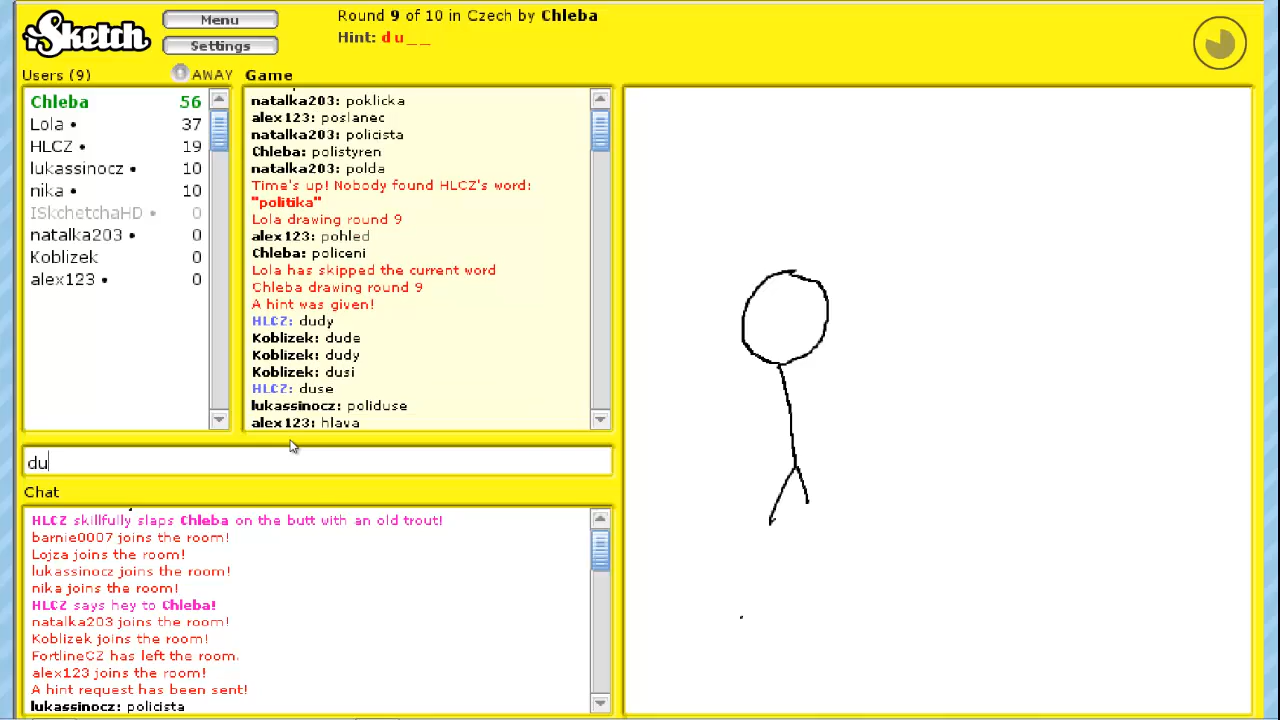 iSketch
Menu
Settings
Round 9 of 10 in Czech by Chleba
Hint: du__
Users (9)
AWAY
Chleba 56
Lola • 37
HLCZ • 19
lukassinocz • 10
nika • 10
ISkchetchaHD • 0
natalka203 • 0
Koblizek 0
alex123 • 0
Game
natalka203: poklicka
alex123: poslanec
natalka203: policista
Chleba: polistyren
natalka203: polda
Time's up! Nobody found HLCZ's word:
"politika"
Lola drawing round 9
alex123: pohled
Chleba: policeni
Lola has skipped the current word
Chleba drawing round 9
A hint was given!
HLCZ: dudy
Koblizek: dude
Koblizek: dudy
Koblizek: dusi
HLCZ: duse
lukassinocz: poliduse
alex123: hlava
du
Chat
HLCZ skillfully slaps Chleba on the butt with an old trout!
barnie0007 joins the room!
Lojza joins the room!
lukassinocz joins the room!
nika joins the room!
HLCZ says hey to Chleba!
natalka203 joins the room!
Koblizek joins the room!
FortlineCZ has left the room.
alex123 joins the room!
A hint request has been sent!
lukassinocz: policista